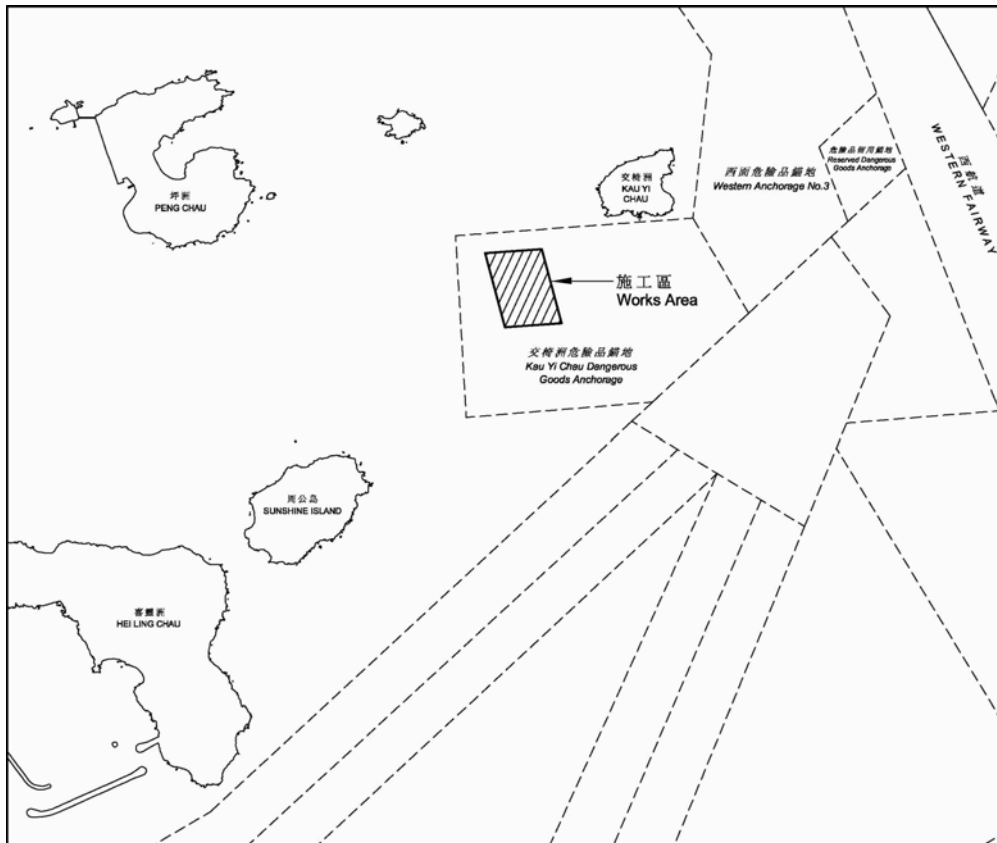 坪洲
PENG CHAU
交椅洲
KAU YI
CHAU
西面危險品錨地
Western Anchorage No.3
危險品備用錨地
Reserved Dangerous
Goods Anchorage
西航道
WESTERN FAIRWAY
施工區
Works Area
交椅洲危險品錨地
Kau Yi Chau Dangerous
Goods Anchorage
周公島
SUNSHINE ISLAND
喜靈洲
HEI LING CHAU